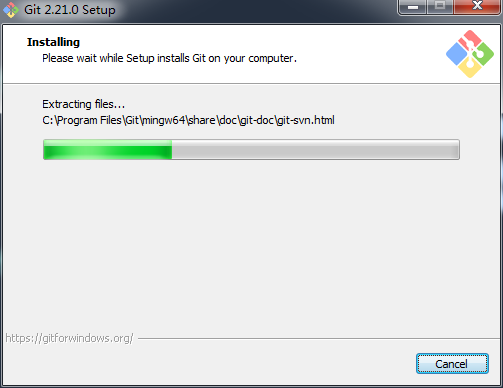 Git 2.21.0 Setup
Installing
Please wait while Setup installs Git on your computer.
Extracting files...
C:\Program Files\Git\mingw64\share\doc\git-doc\git-svn.html
https://gitforwindows.org/
Cancel